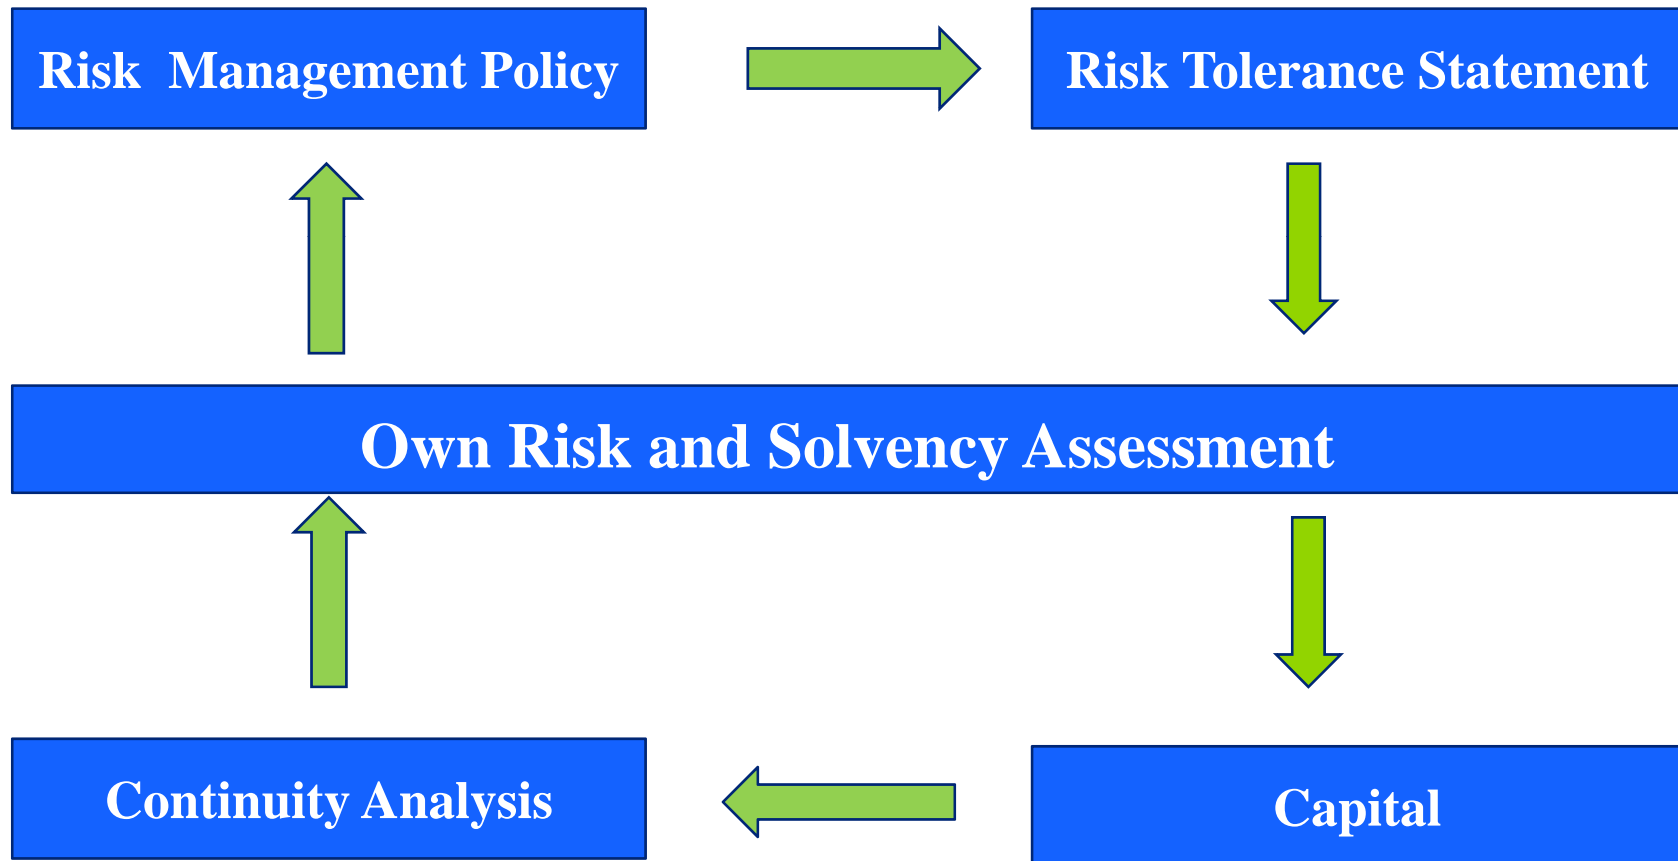 Risk Management Policy
Risk Tolerance Statement
Own Risk and Solvency Assessment
Continuity Analysis
Capital